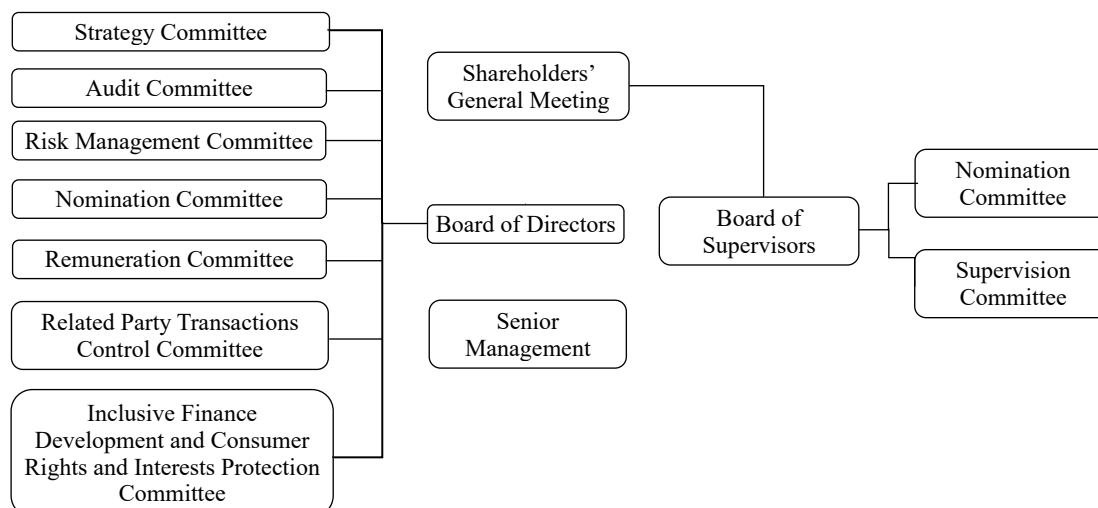 Strategy Committee
Audit Committee
Risk Management Committee
Nomination Committee
Remuneration Committee
Related Party Transactions
Control Committee
Inclusive Finance
Development and Consumer
Rights and Interests Protection
Committee
Shareholders’
General Meeting
Board of Directors
Senior
Management
Board of
Supervisors
Nomination
Committee
Supervision
Committee